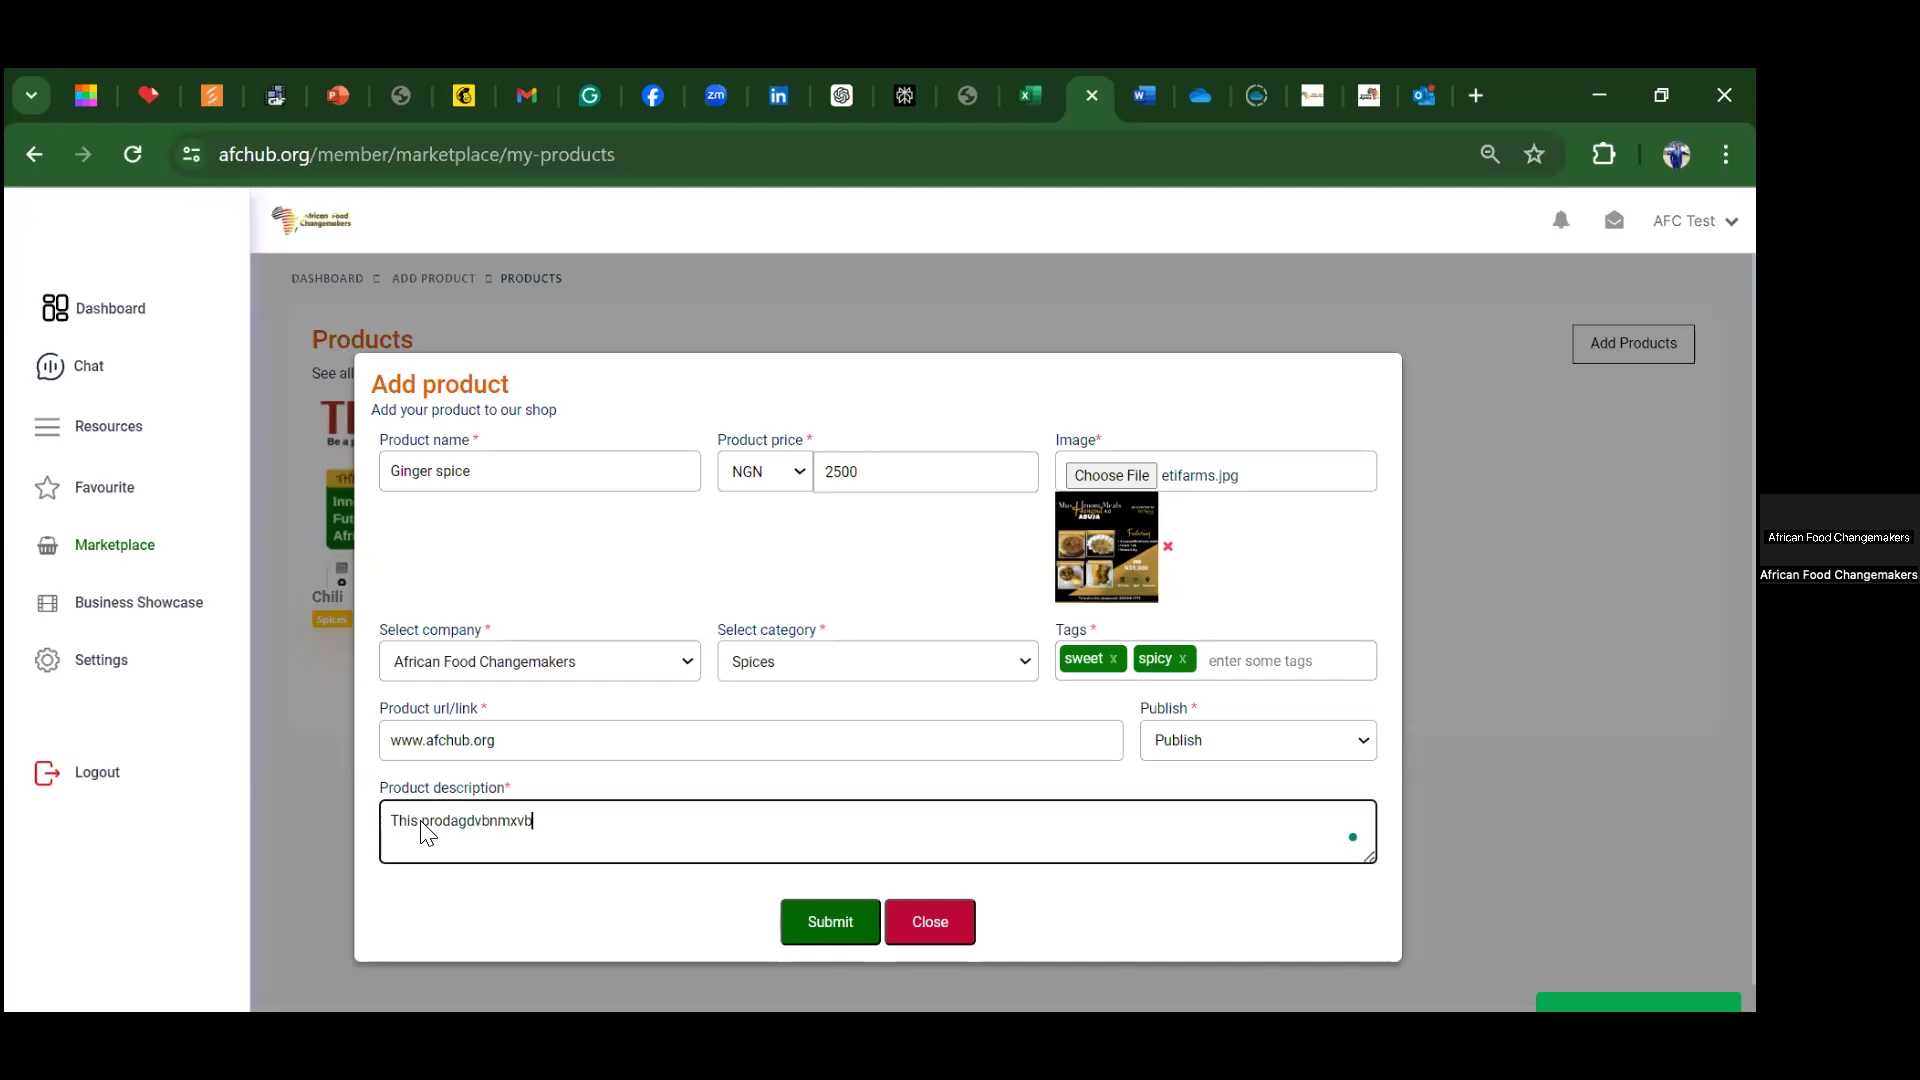 afchub.org/member/marketplace/my-products
African Food
Changemakers
AFC Test
DASHBOARD ADD PRODUCT PRODUCTS
Dashboard
Chat
Resources
Favourite
Marketplace
Business Showcase
Settings
Logout
Products
Add Products
See all
Chili
Spices
Add product
Add your product to our shop
Product name *
Product price *
Image*
Ginger spice
NGN
2500
Choose File etifarms.jpg
ABUJA
Select company *
Select category *
Tags *
African Food Changemakers
Spices
sweet x
spicy x
enter some tags
Product url/link *
Publish *
www.afchub.org
Publish
Product description*
This prodagdvbnmxvb
Submit
Close
African Food Changemakers
African Food Changemakers